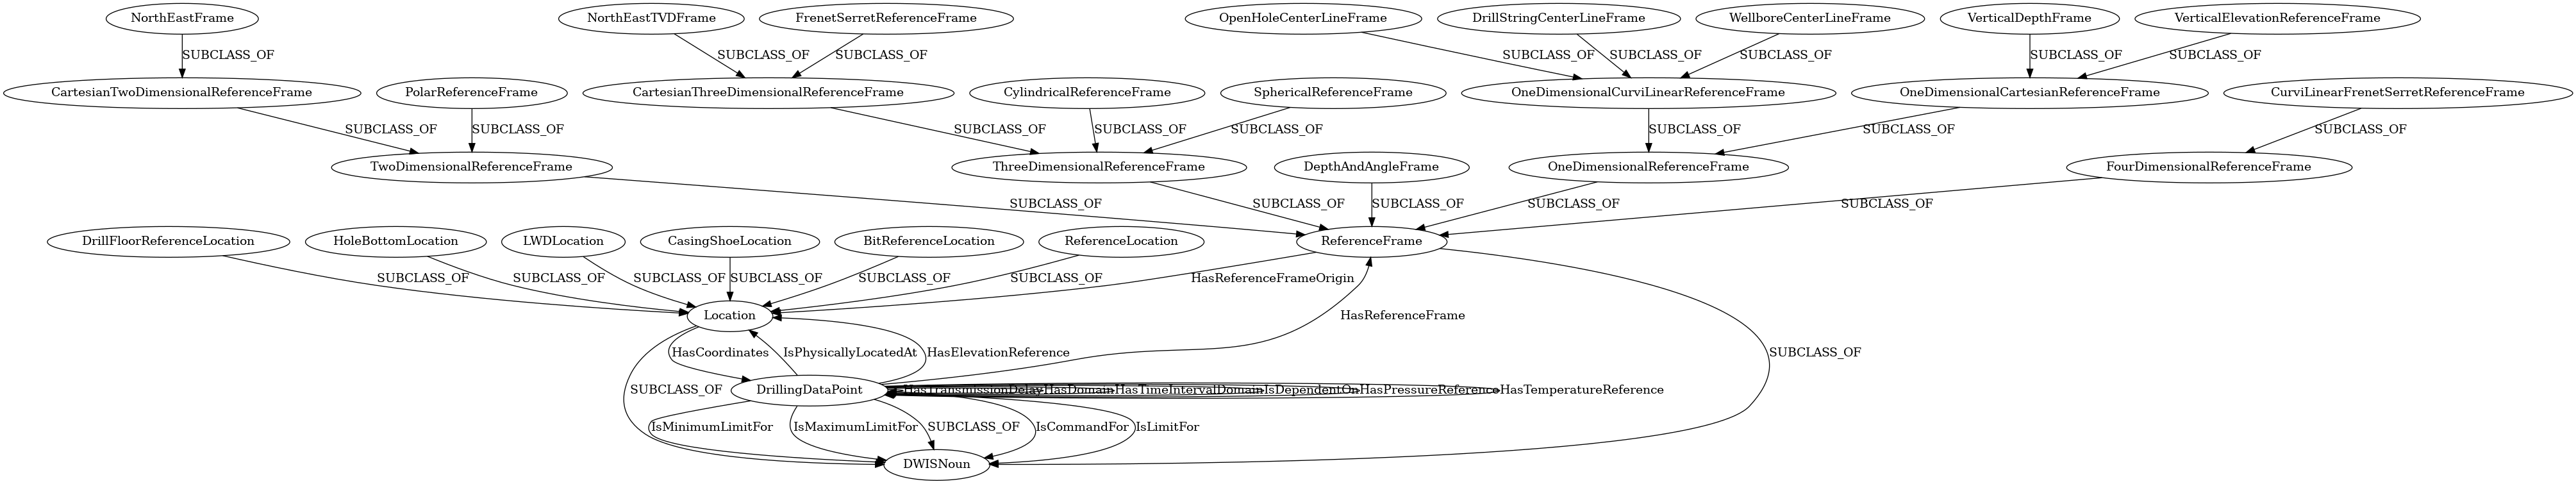 NorthEastFrame
NorthEastTVDFrame
FrenetSerretReferenceFrame
OpenHoleCenterLineFrame
DrillStringCenterLineFrame
WellboreCenterLineFrame
VerticalDepthFrame
VerticalElevationReferenceFrame
SUBCLASS_OF
SUBCLASS_OF
SUBCLASS_OF
SUBCLASS_OF
SUBCLASS_OF
SUBCLASS_OF
SUBCLASS_OF
SUBCLASS_OF
CartesianTwoDimensionalReferenceFrame
PolarReferenceFrame
CartesianThreeDimensionalReferenceFrame
CylindricalReferenceFrame
SphericalReferenceFrame
OneDimensionalCurviLinearReferenceFrame
OneDimensionalCartesianReferenceFrame
CurviLinearFrenetSerretReferenceFrame
SUBCLASS_OF
SUBCLASS_OF
SUBCLASS_OF
SUBCLASS_OF
SUBCLASS_OF
SUBCLASS_OF
SUBCLASS_OF
SUBCLASS_OF
TwoDimensionalReferenceFrame
ThreeDimensionalReferenceFrame
DepthAndAngleFrame
OneDimensionalReferenceFrame
FourDimensionalReferenceFrame
SUBCLASS_OF
SUBCLASS_OF
SUBCLASS_OF
SUBCLASS_OF
SUBCLASS_OF
DrillFloorReferenceLocation
HoleBottomLocation
LWDLocation
CasingShoeLocation
BitReferenceLocation
ReferenceLocation
ReferenceFrame
SUBCLASS_OF
SUBCLASS_OF
SUBCLASS_OF
SUBCLASS_OF
SUBCLASS_OF
SUBCLASS_OF
HasReferenceFrameOrigin
Location
HasReferenceFrame
HasCoordinates
IsPhysicallyLocatedAt
HasElevationReference
SUBCLASS_OF
SUBCLASS_OF
DrillingDataPoint
HasTransmissionDelay
HasDomain
HasTimeIntervalDomain
IsDependentOn
HasPressureReference
HasTemperatureReference
IsMinimumLimitFor
IsMaximumLimitFor
SUBCLASS_OF
IsCommandFor
IsLimitFor
DWISNoun